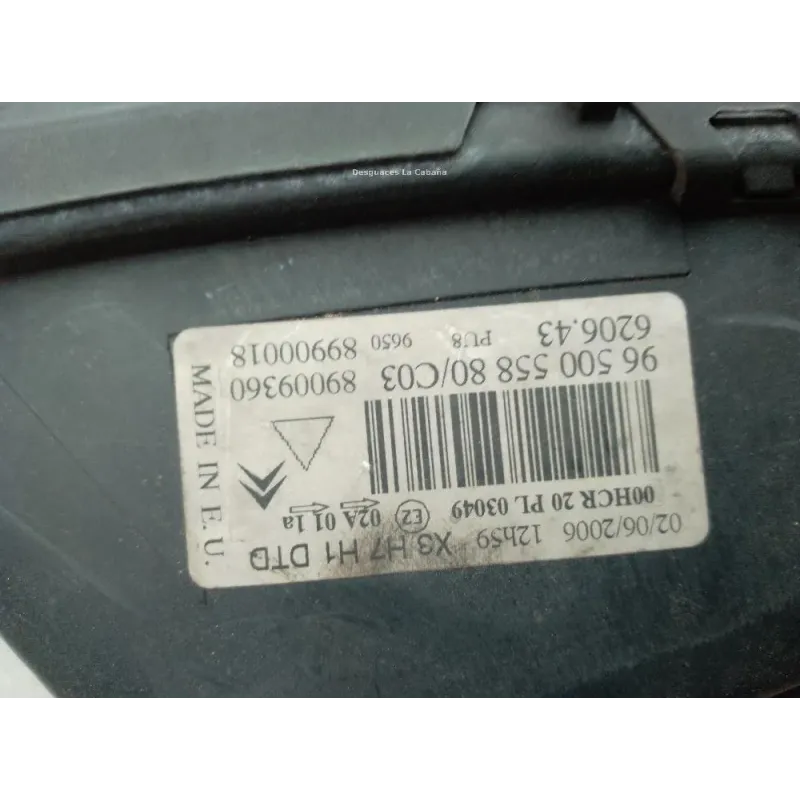 Desguaces La Cabaña
02/06/2006 12h59 X3 H7 H1 DTD
00HCR 20 PL 03049 E2 02A 01 1a
96 500 558 80/C03 89009360
6206.43 PU8 9650 89900018
MADE IN E.U.